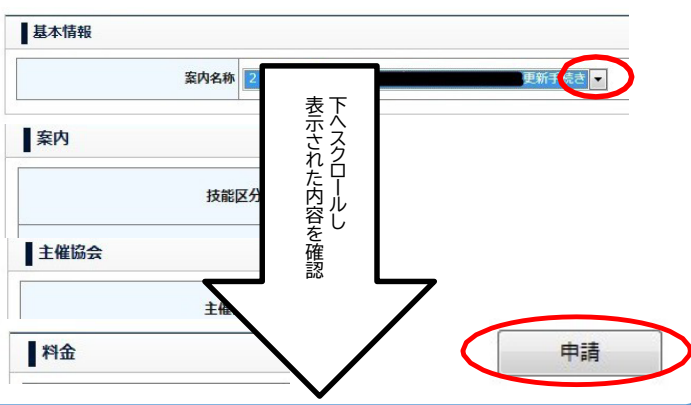 基本情報
案内名称 2 更新手続き
下へスクロールし
表示された内容を確認
案内
技能区分
主催協会
主催
料金
申請